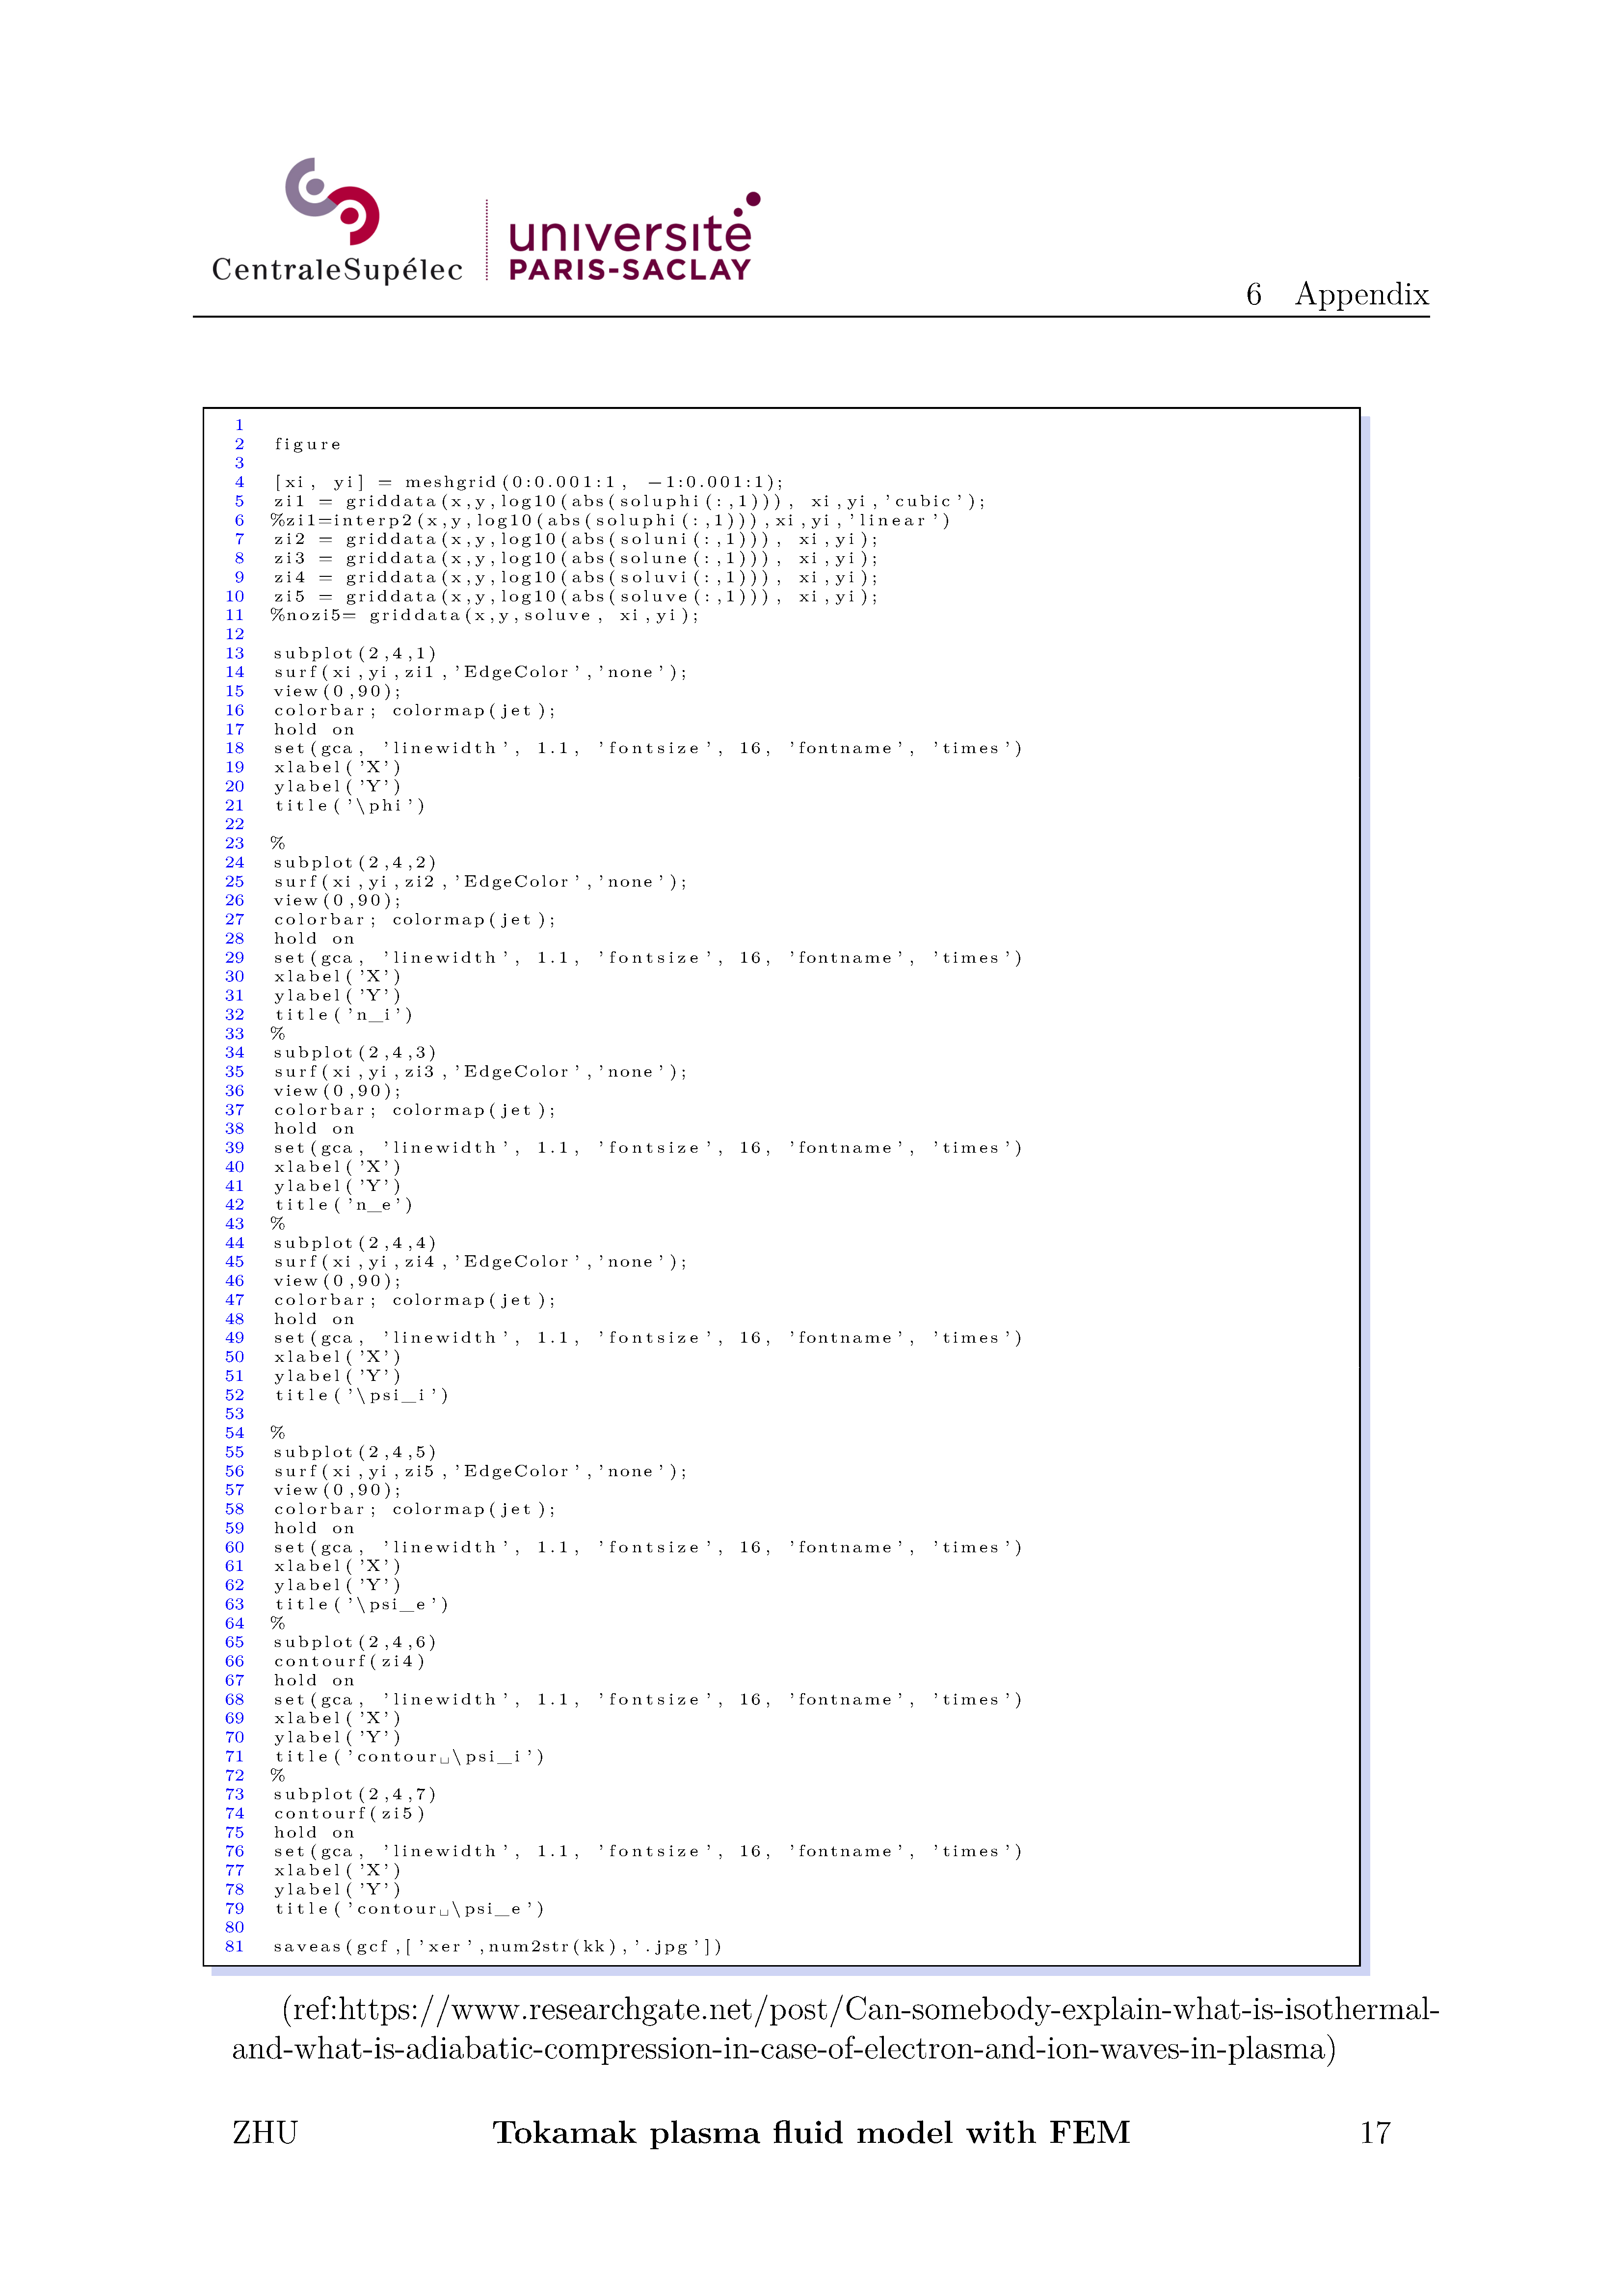 CentraleSupélec
université
PARIS-SACLAY
6 Appendix
1
2 figure
3
4 [xi, yi] = meshgrid(0:0.001:1, −1:0.001:1);
5 zi1 = griddata(x,y,log10(abs(soluphi(:,1))), xi,yi,'cubic');
6 %zi1=interp2(x,y,log10(abs(soluphi(:,1))),xi,yi,'linear')
7 zi2 = griddata(x,y,log10(abs(soluni(:,1))), xi,yi);
8 zi3 = griddata(x,y,log10(abs(solune(:,1))), xi,yi);
9 zi4 = griddata(x,y,log10(abs(soluvi(:,1))), xi,yi);
10 zi5 = griddata(x,y,log10(abs(soluve(:,1))), xi,yi);
11 %nozi5= griddata(x,y,soluve, xi,yi);
12
13 subplot(2,4,1)
14 surf(xi,yi,zi1,'EdgeColor','none');
15 view(0,90);
16 colorbar; colormap(jet);
17 hold on
18 set(gca, 'linewidth', 1.1, 'fontsize', 16, 'fontname', 'times')
19 xlabel('X')
20 ylabel('Y')
21 title('\phi')
22
23 %
24 subplot(2,4,2)
25 surf(xi,yi,zi2,'EdgeColor','none');
26 view(0,90);
27 colorbar; colormap(jet);
28 hold on
29 set(gca, 'linewidth', 1.1, 'fontsize', 16, 'fontname', 'times')
30 xlabel('X')
31 ylabel('Y')
32 title('n_i')
33 %
34 subplot(2,4,3)
35 surf(xi,yi,zi3,'EdgeColor','none');
36 view(0,90);
37 colorbar; colormap(jet);
38 hold on
39 set(gca, 'linewidth', 1.1, 'fontsize', 16, 'fontname', 'times')
40 xlabel('X')
41 ylabel('Y')
42 title('n_e')
43 %
44 subplot(2,4,4)
45 surf(xi,yi,zi4,'EdgeColor','none');
46 view(0,90);
47 colorbar; colormap(jet);
48 hold on
49 set(gca, 'linewidth', 1.1, 'fontsize', 16, 'fontname', 'times')
50 xlabel('X')
51 ylabel('Y')
52 title('\psi_i')
53
54 %
55 subplot(2,4,5)
56 surf(xi,yi,zi5,'EdgeColor','none');
57 view(0,90);
58 colorbar; colormap(jet);
59 hold on
60 set(gca, 'linewidth', 1.1, 'fontsize', 16, 'fontname', 'times')
61 xlabel('X')
62 ylabel('Y')
63 title('\psi_e')
64 %
65 subplot(2,4,6)
66 contourf(zi4)
67 hold on
68 set(gca, 'linewidth', 1.1, 'fontsize', 16, 'fontname', 'times')
69 xlabel('X')
70 ylabel('Y')
71 title('contour␣\psi_i')
72 %
73 subplot(2,4,7)
74 contourf(zi5)
75 hold on
76 set(gca, 'linewidth', 1.1, 'fontsize', 16, 'fontname', 'times')
77 xlabel('X')
78 ylabel('Y')
79 title('contour␣\psi_e')
80
81 saveas(gcf,['xer',num2str(kk),'.jpg'])
(ref:https://www.researchgate.net/post/Can-somebody-explain-what-is-isothermal-
and-what-is-adiabatic-compression-in-case-of-electron-and-ion-waves-in-plasma)
ZHU Tokamak plasma fluid model with FEM 17